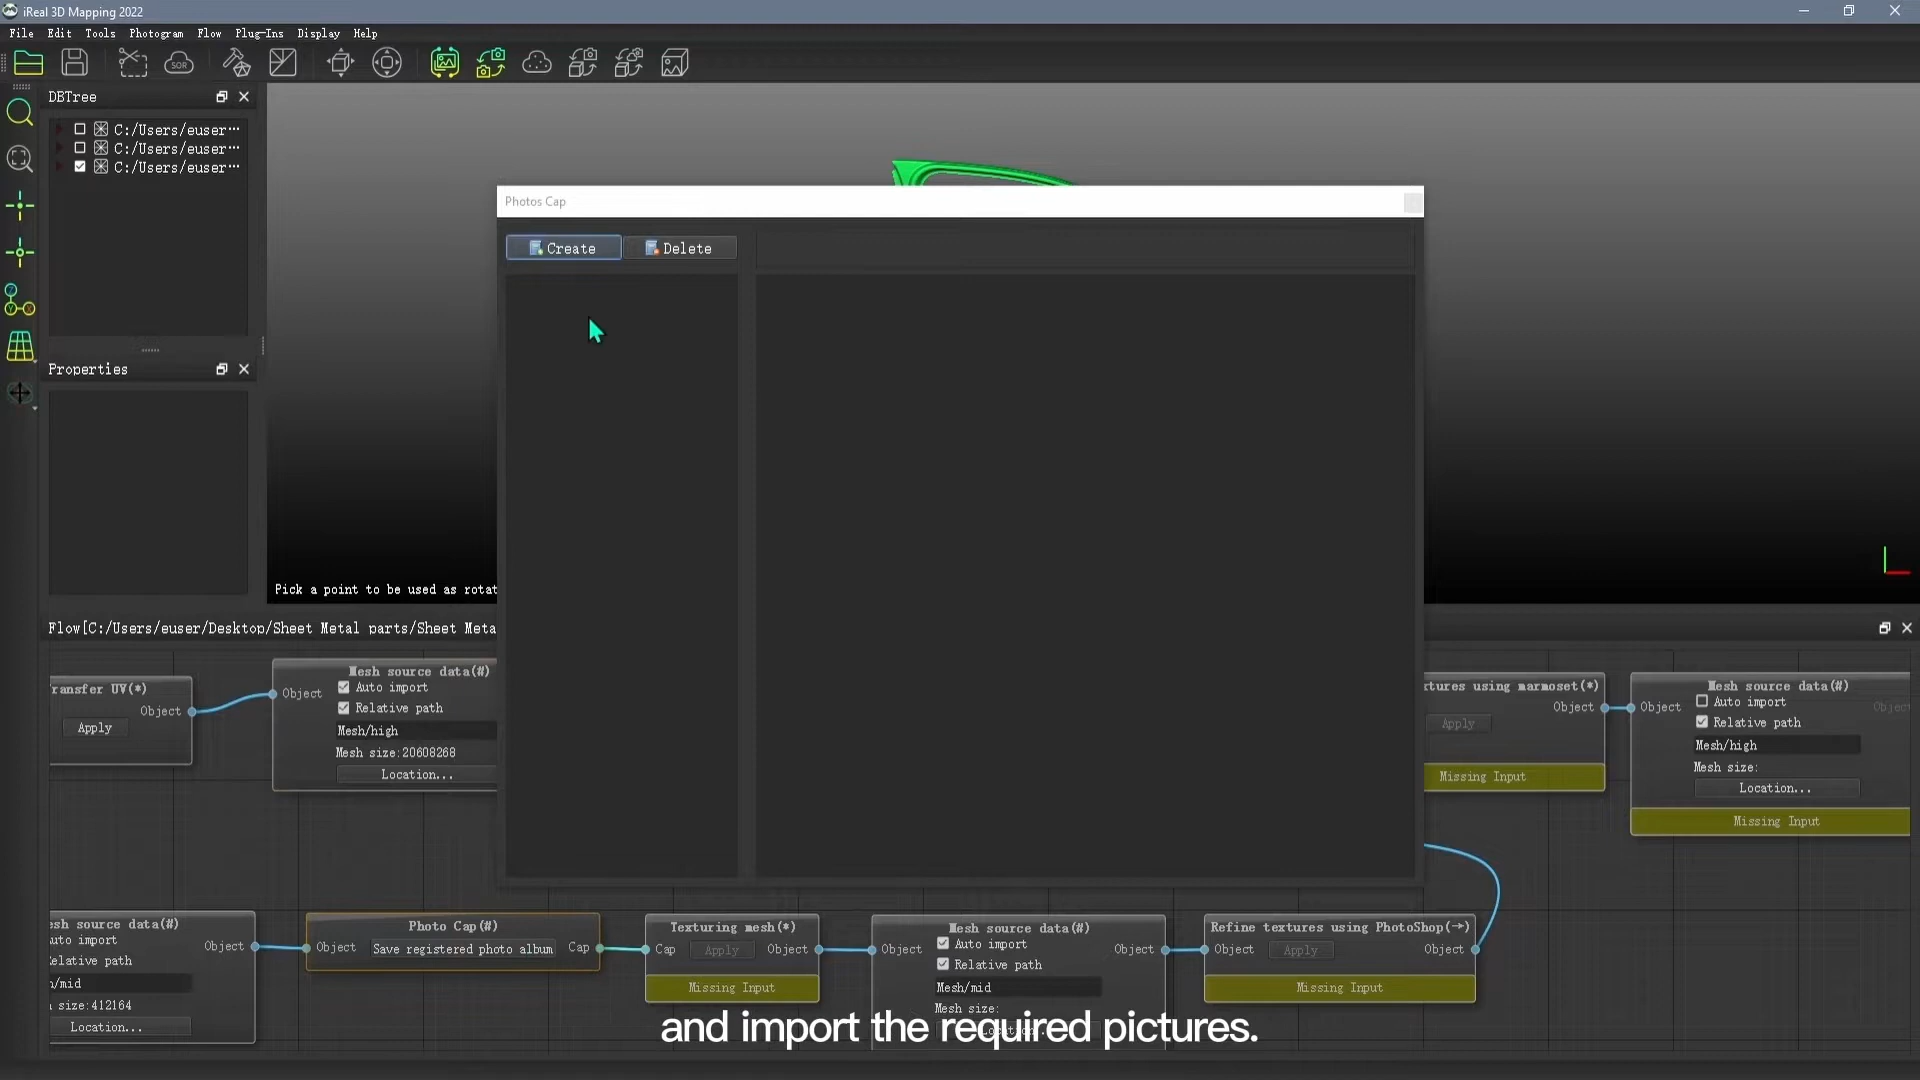 iReal 3D Mapping 2022
File Edit Tools Photogram Flow Plug-Ins Display Help
SOR
DBTree
C:/Users/euser…
C:/Users/euser…
C:/Users/euser…
Photos Cap
Create
Delete
Properties
Pick a point to be used as rotat
Flow[C:/Users/euser/Desktop/Sheet Metal parts/Sheet Meta
ransfer UV(*)
Object
Apply
Mesh source data(#)
Object
Auto import
Relative path
Mesh/high
Mesh size:20608268
Location...
xtures using marmoset(*)
Object
Apply
Missing Input
Mesh source data(#)
Object
Auto import
Object
Relative path
Mesh/high
Mesh size:
Location...
Missing Input
esh source data(#)
uto import
Object
elative path
h/mid
size:412164
Location...
Photo Cap(#)
Object
Save registered photo album
Cap
Texturing mesh(*)
Cap
Apply
Object
Missing Input
Mesh source data(#)
Object
Auto import
Object
Relative path
Mesh/mid
Mesh size:
Refine textures using PhotoShop(→)
Object
Apply
Object
Missing Input
and import the required pictures.